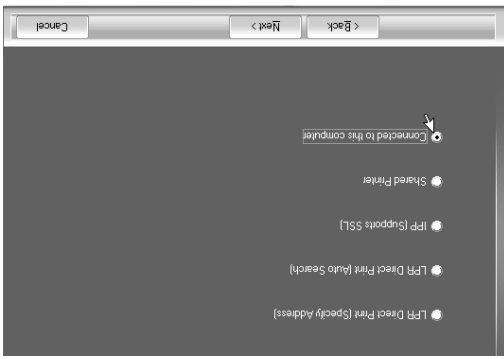 LPR Direct Print (Specify Address)
LPR Direct Print (Auto Search)
IPP (Supports SSL)
Shared Printer
Connected to this computer
< Back
Next >
Cancel